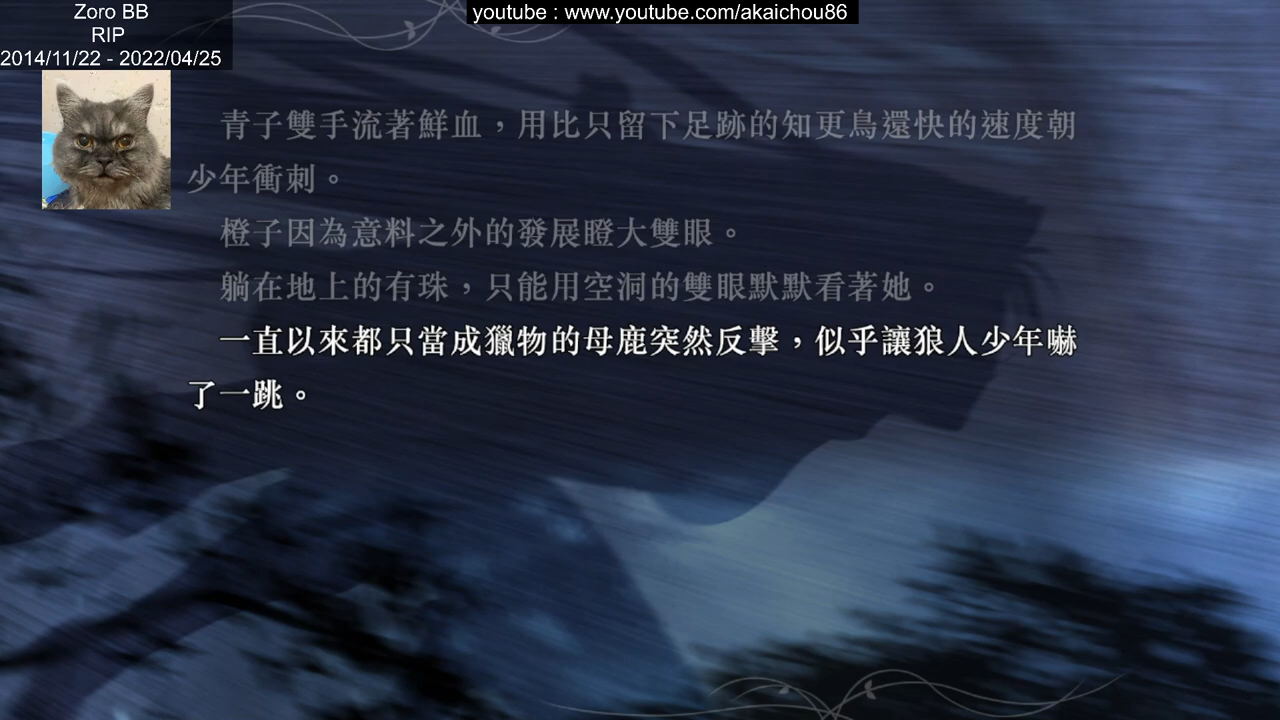 Zoro BB
RIP
2014/11/22 - 2022/04/25
youtube : www.youtube.com/akaichou86
青子雙手流著鮮血，用比只留下足跡的知更鳥還快的速度朝
少年衝刺。
橙子因為意料之外的發展瞪大雙眼。
躺在地上的有珠，只能用空洞的雙眼默默看著她。
一直以來都只當成獵物的母鹿突然反擊，似乎讓狼人少年嚇
了一跳。